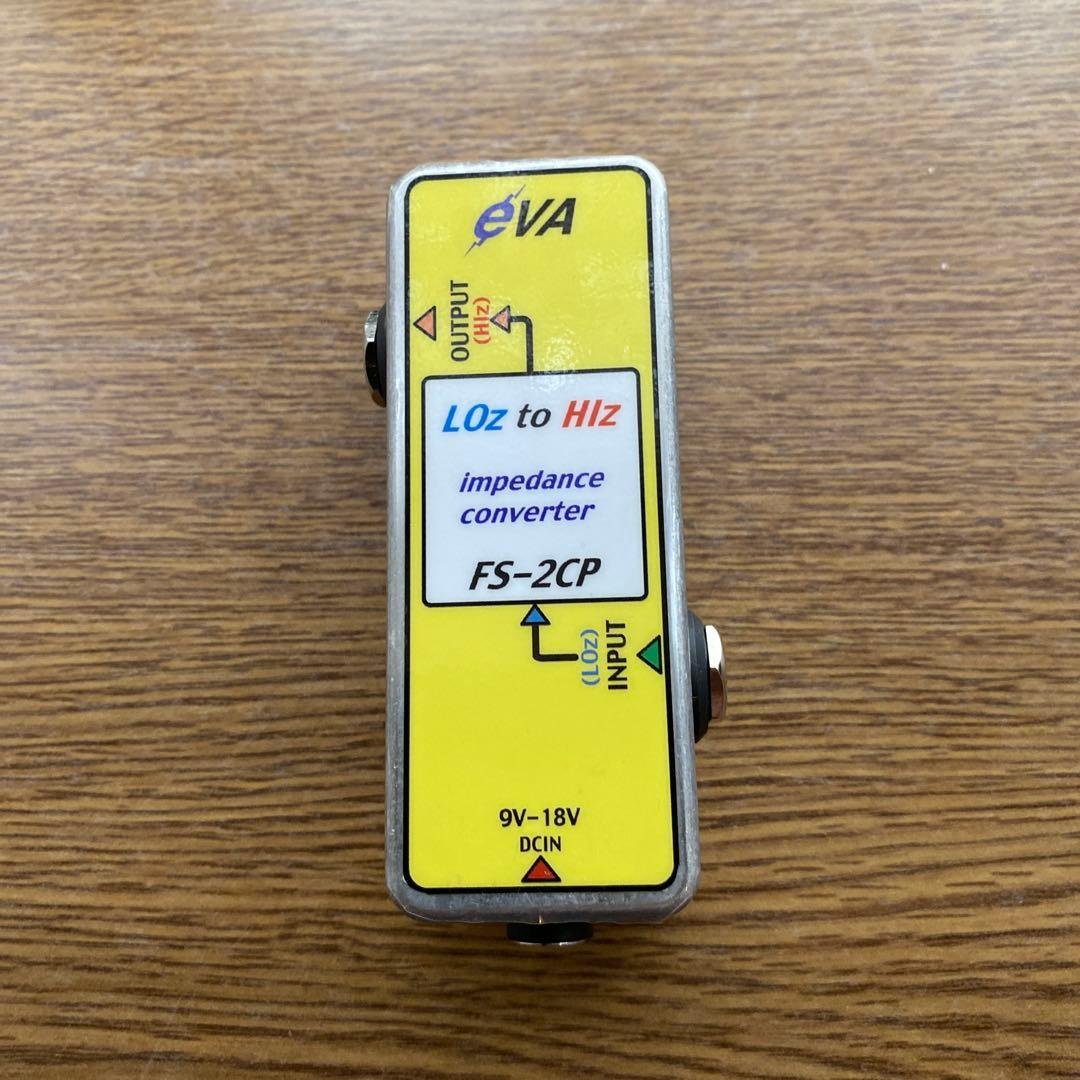 eVA
OUTPUT
(HIz)
LOz to HIz
impedance
converter
FS-2CP
(LOz)
INPUT
9V-18V
DCIN